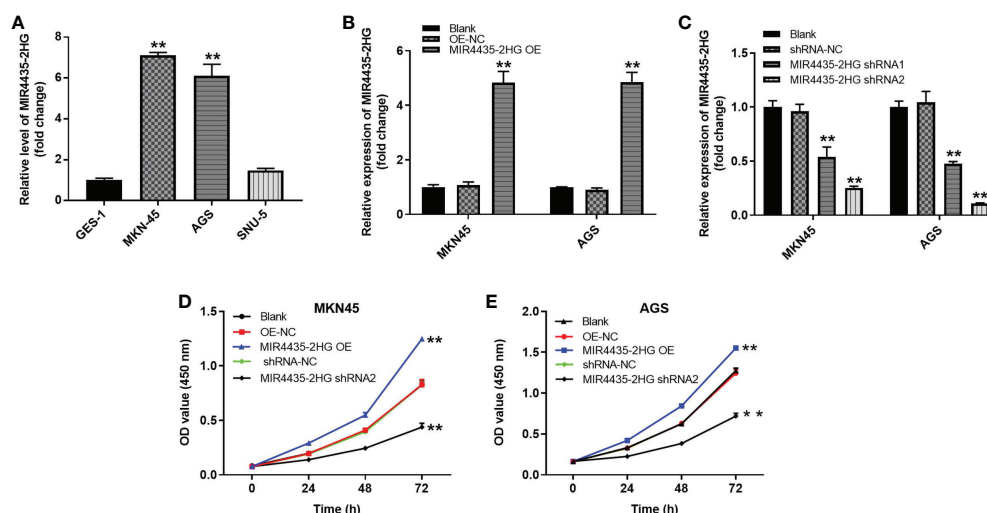 A
Relative level of MIR4435-2HG
(fold change)
8
6
4
2
0
**
**
GES-1
MKN-45
AGS
SNU-5
B
Blank
OE-NC
MIR4435-2HG OE
Relative expression of MIR4435-2HG
(fold change)
6
4
2
0
**
**
MKN45
AGS
C
Blank
shRNA-NC
MIR4435-2HG shRNA1
MIR4435-2HG shRNA2
Relative expression of MIR4435-2HG
(fold change)
1.5
1.0
0.5
0.0
**
**
**
**
MKN45
AGS
D
MKN45
Blank
OE-NC
MIR4435-2HG OE
shRNA-NC
MIR4435-2HG shRNA2
OD value (450 nm)
1.5
1.0
0.5
0.0
**
**
0 24 48 72
Time (h)
E
AGS
Blank
OE-NC
MIR4435-2HG OE
shRNA-NC
MIR4435-2HG shRNA2
OD value (450 nm)
2.0
1.5
1.0
0.5
0.0
**
* *
0 24 48 72
Time (h)